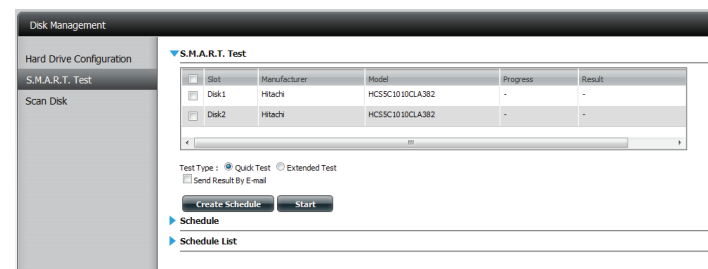 Disk Management
Hard Drive Configuration
S.M.A.R.T. Test
Scan Disk
S.M.A.R.T. Test
Slot Manufacturer Model Progress Result
Disk1 Hitachi HCS5C1010CLA382 - -
Disk2 Hitachi HCS5C1010CLA382 - -
Test Type : Quick Test Extended Test
Send Result By E-mail
Create Schedule Start
Schedule
Schedule List